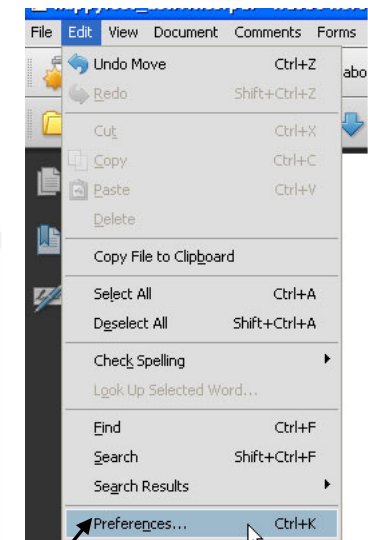 File Edit View Document Comments Forms
Undo Move Ctrl+Z
abo
Redo Shift+Ctrl+Z
Cut Ctrl+X
Copy Ctrl+C
Paste Ctrl+V
Delete
Copy File to Clipboard
Select All Ctrl+A
Deselect All Shift+Ctrl+A
Check Spelling
Look Up Selected Word...
Find Ctrl+F
Search Shift+Ctrl+F
Search Results
Preferences... Ctrl+K